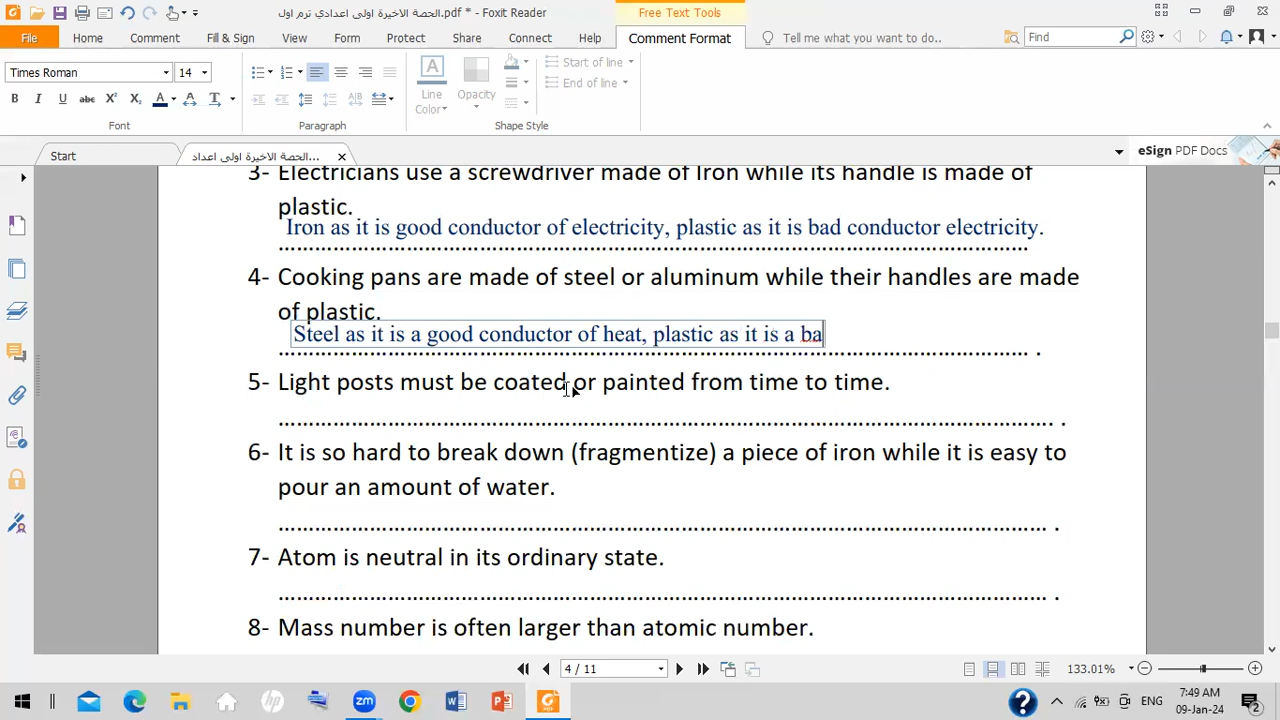 الحصة الاخيرة اولى اعدادي ترم اول.pdf * - Foxit Reader
Free Text Tools
File
Home
Comment
Fill & Sign
View
Form
Protect
Share
Connect
Help
Comment Format
Tell me what you want to do..
Find
Times Roman
14
Start of line
End of line
Line
Color
Opacity
Font
Paragraph
Shape Style
Start
الحصة الاخيرة اولى اعداد...
eSign PDF Docs
3- Electricians use a screwdriver made of Iron while its handle is made of
plastic.
Iron as it is good conductor of electricity, plastic as it is bad conductor electricity.
4- Cooking pans are made of steel or aluminum while their handles are made
of plastic.
Steel as it is a good conductor of heat, plastic as it is a ba
5- Light posts must be coated or painted from time to time.
6- It is so hard to break down (fragmentize) a piece of iron while it is easy to
pour an amount of water.
7- Atom is neutral in its ordinary state.
8- Mass number is often larger than atomic number.
4 / 11
133.01%
ENG
7:49 AM
09-Jan-24
2